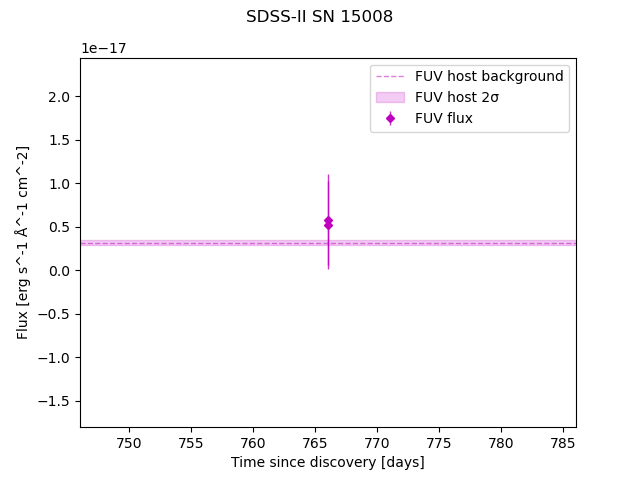 SDSS-II SN 15008
1e−17
FUV host background
FUV host 2σ
FUV flux
2.0
1.5
1.0
0.5
0.0
−0.5
−1.0
−1.5
Flux [erg s^-1 Å^-1 cm^-2]
750 755 760 765 770 775 780 785
Time since discovery [days]